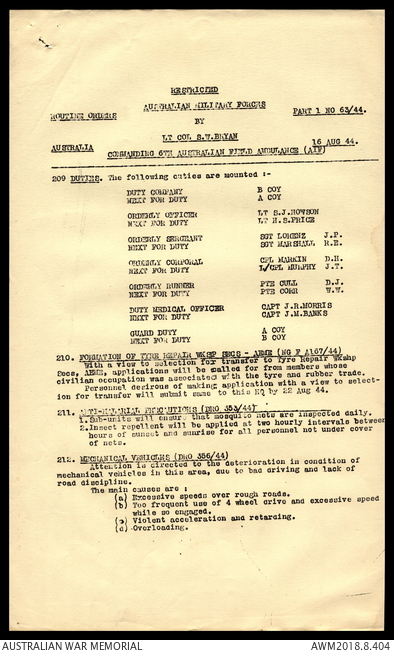 RESTRICTED
AUSTRALIAN MILITARY FORCES
ROUTINE ORDERS
PART 1 NO 63/44.
BY
LT COL S.W.BRYAN
AUSTRALIA
16 AUG 44.
COMMANDING 6TH AUSTRALIAN FIELD AMBULANCE (AIF)
209 DUTIES. The following duties are mounted :-
DUTY COMPANY B COY
NEXT FOR DUTY A COY
ORDERLY OFFICER LT S.J.HOWSON
NEXT FOR DUTY LT H.S.PRICE
ORDERLY SERGEANT SGT LORENZ J.P.
NEXT FOR DUTY SGT MARSHALL R.E.
ORDERLY CORPORAL CPL MARKIN D.H.
NEXT FOR DUTY L/CPL MURPHY J.T.
ORDERLY RUNNER PTE CULL D.J.
NEXT FOR DUTY PTE CORR W.W.
DUTY MEDICAL OFFICER CAPT J.R.MORRIS
NEXT FOR DUTY CAPT J.M.BANKS
GUARD DUTY A COY
NEXT FOR DUTY B COY
210. FORMATION OF TYRE REPAIR WKSP SECS - AEME (NG F A167/44)
With a view to selection for transfer to Tyre Repair Wkshp
Secs, AEME, applications will be called for from members whose
civilian occupation was associated with the tyre and rubber trade.
Personnel desirous of making application with a view to select-
ion for transfer will submit same to this HQ by 22 Aug 44.
211. ANTI-MALARIAL PRECAUTIONS (DRO 353/44)
1. Sub-units will ensure that mosquito nets are inspected daily.
2. Insect repellent will be applied at two hourly intervals between
hours of sunset and sunrise for all personnel not under cover
of nets.
212. MECHANICAL VEHICLES (DRO 356/44)
Attention is directed to the deterioration in condition of
mechanical vehicles in this area, due to bad driving and lack of
road discipline.
The main causes are :
(a) Excessive speeds over rough roads.
(b) Too frequent use of 4 wheel drive and excessive speed
while so engaged.
(c) Violent acceleration and retarding.
(d) Overloading.
AUSTRALIAN WAR MEMORIAL
AWM2018.8.404